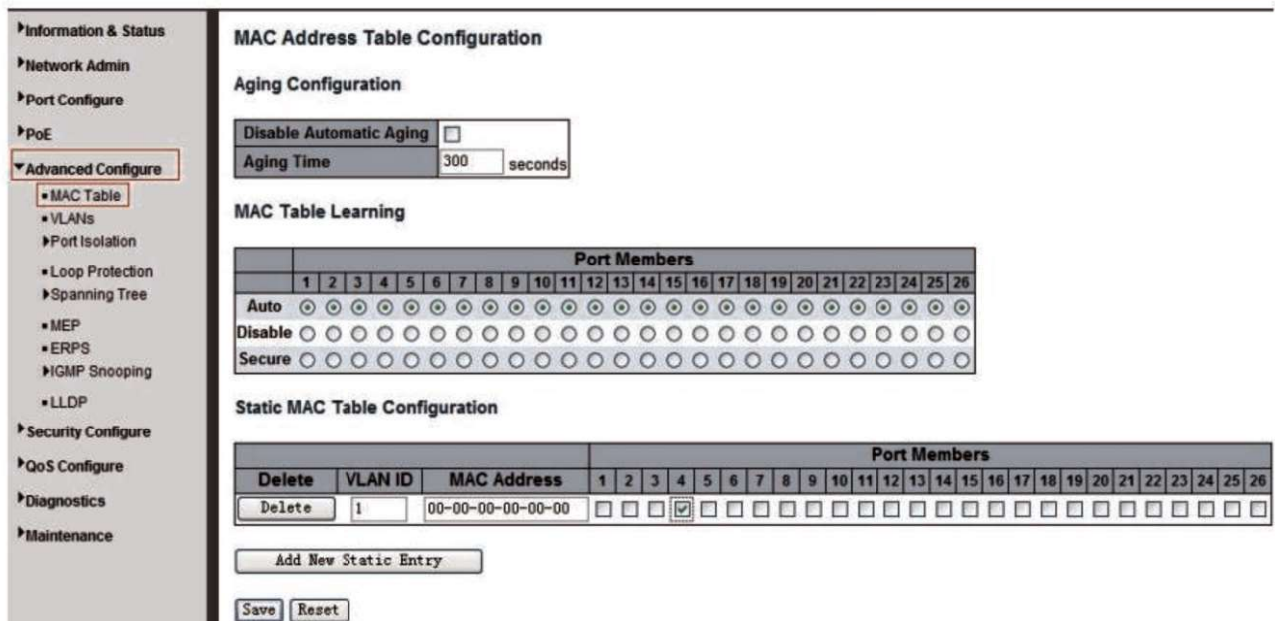 Information & Status
Network Admin
Port Configure
PoE
Advanced Configure
MAC Table
VLANs
Port Isolation
Loop Protection
Spanning Tree
MEP
ERPS
IGMP Snooping
LLDP
Security Configure
QoS Configure
Diagnostics
Maintenance
MAC Address Table Configuration
Aging Configuration
Disable Automatic Aging
Aging Time 300 seconds
MAC Table Learning
Port Members
1 2 3 4 5 6 7 8 9 10 11 12 13 14 15 16 17 18 19 20 21 22 23 24 25 26
Auto
Disable
Secure
Static MAC Table Configuration
Port Members
Delete VLAN ID MAC Address 1 2 3 4 5 6 7 8 9 10 11 12 13 14 15 16 17 18 19 20 21 22 23 24 25 26
Delete 1 00-00-00-00-00-00
Add New Static Entry
Save Reset